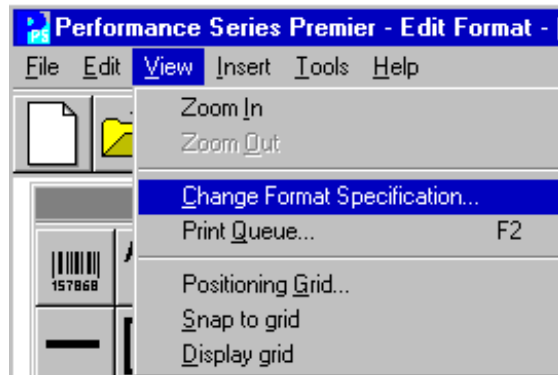 Performance Series Premier - Edit Format -
File Edit View Insert Tools Help
Zoom In
Zoom Out
Change Format Specification...
Print Queue... F2
Positioning Grid...
Snap to grid
Display grid
157868